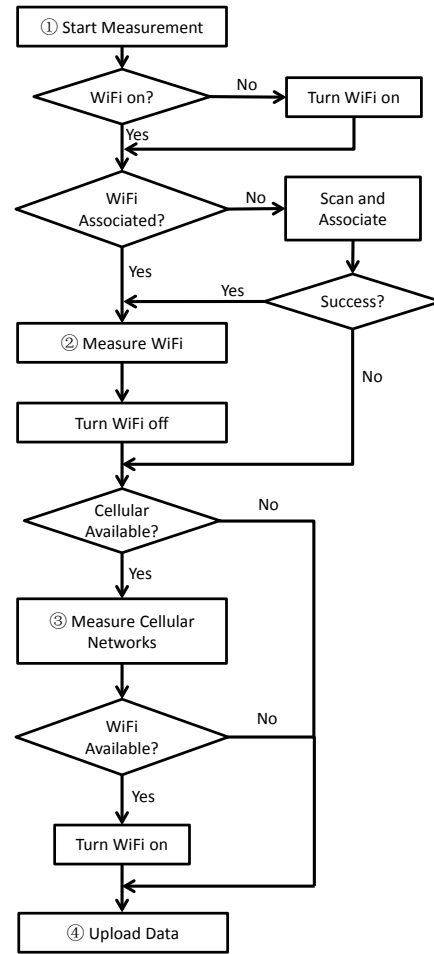 ① Start Measurement
WiFi on?
No
Turn WiFi on
Yes
WiFi
Associated?
No
Scan and
Associate
Yes
Yes
Success?
② Measure WiFi
No
Turn WiFi off
Cellular
Available?
No
Yes
③ Measure Cellular
Networks
WiFi
Available?
No
Yes
Turn WiFi on
④ Upload Data